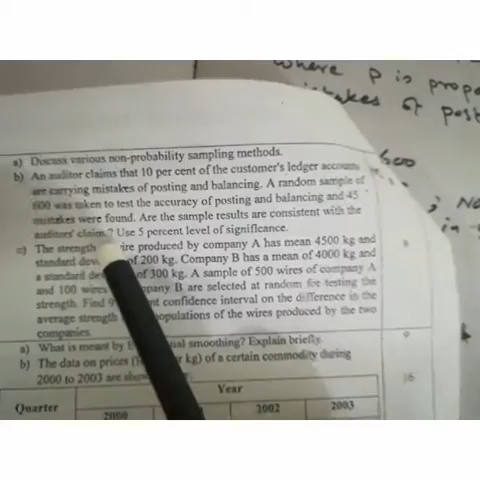 where p is
mistakes of post
600
a) Discuss various non-probability sampling methods.
b) An auditor claims that 10 per cent of the customer's ledger accounts
are carrying mistakes of posting and balancing. A random sample of
600 was taken to test the accuracy of posting and balancing and 45
mistakes were found. Are the sample results are consistent with the
auditors' claim? Use 5 percent level of significance.
c) The strength ire produced by company A has mean 4500 kg and
standard dev of 200 kg. Company B has a mean of 4000 kg and
a standard de of 300 kg. A sample of 500 wires of company A
and 100 wires pany B are selected at random for testing the
strength. Find 9 nt confidence interval on the difference in the
average strength opulations of the wires produced by the two
companies.
a) What is meant by E ial smoothing? Explain briefly.
b) The data on prices ( kg) of a certain commodity during
2000 to 2003 are sho
16
Quarter
Year
2000 2002 2003